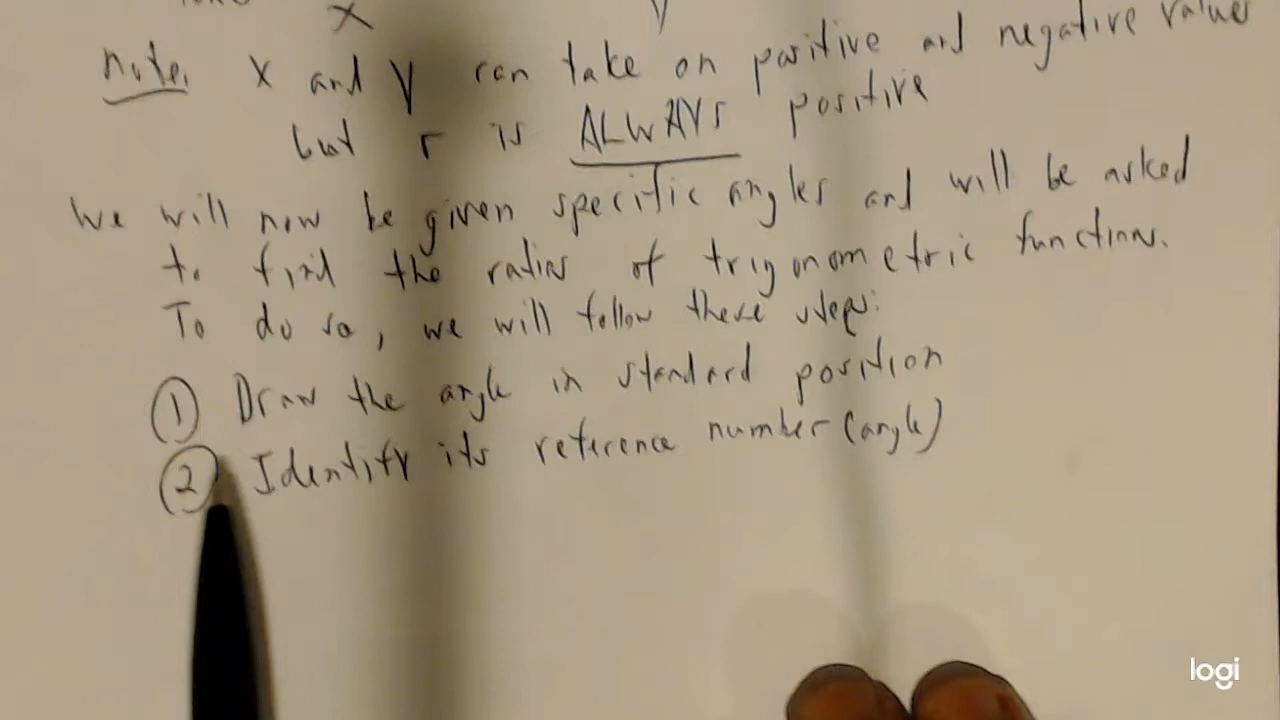 x y
note: x and y can take on positive and negative values
but r is ALWAYS positive
We will now be given specific angles and will be asked
to find the ratios of trigonometric functions.
To do so, we will follow these steps:
① Draw the angle in standard position
② Identify its reference number (angle)
logi